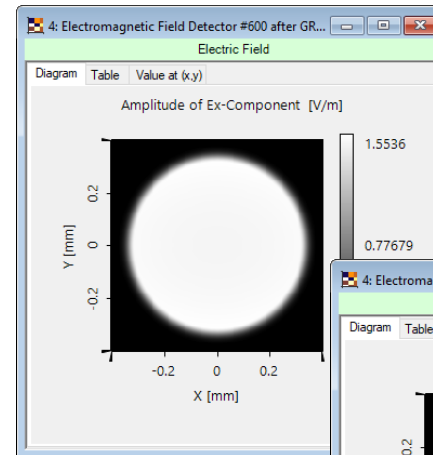 4: Electromagnetic Field Detector #600 after GR...
Electric Field
Diagram Table Value at (x,y)
Amplitude of Ex-Component [V/m]
1.5536
0.2
0
-0.2
Y [mm]
0.77679
-0.2 0 0.2
X [mm]
4: Electroma
Diagram Table
0.2